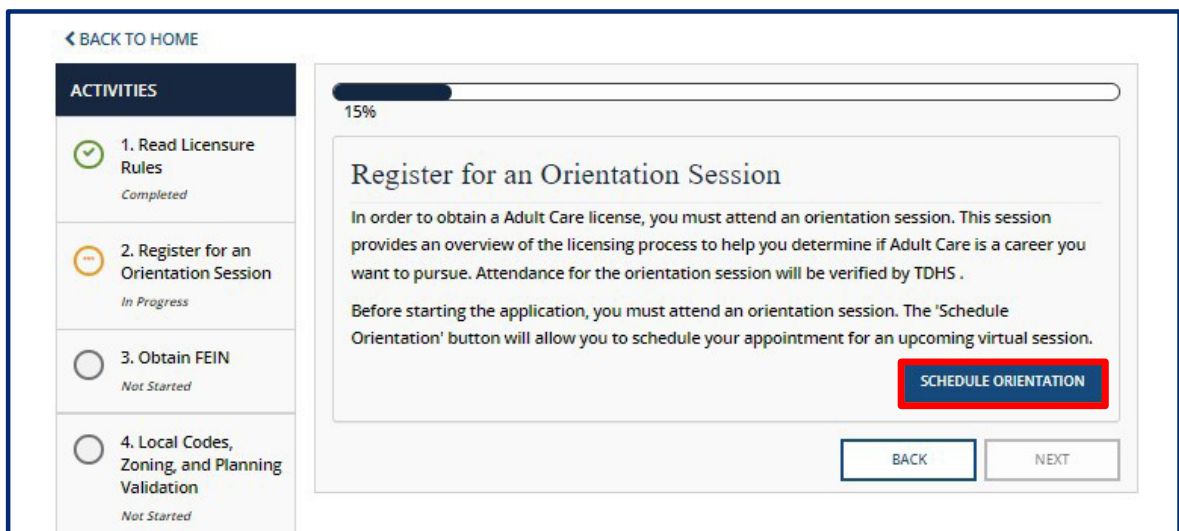 BACK TO HOME
ACTIVITIES
1. Read Licensure
Rules
Completed
2. Register for an
Orientation Session
In Progress
3. Obtain FEIN
Not Started
4. Local Codes,
Zoning, and Planning
Validation
Not Started
15%
Register for an Orientation Session
In order to obtain a Adult Care license, you must attend an orientation session. This session
provides an overview of the licensing process to help you determine if Adult Care is a career you
want to pursue. Attendance for the orientation session will be verified by TDHS .
Before starting the application, you must attend an orientation session. The 'Schedule
Orientation' button will allow you to schedule your appointment for an upcoming virtual session.
SCHEDULE ORIENTATION
BACK
NEXT